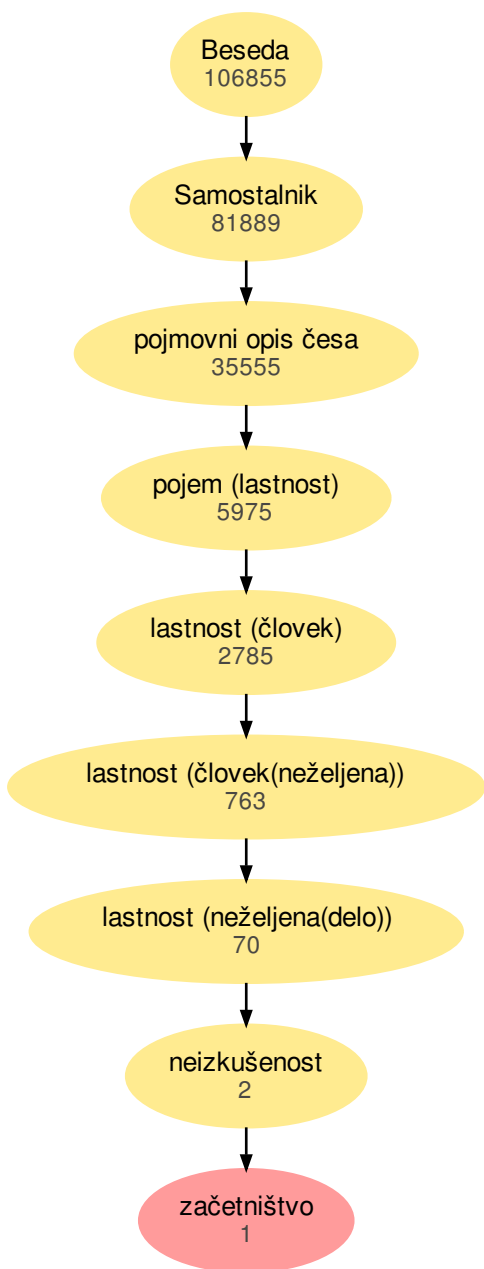 Beseda
106855
Samostalnik
81889
pojmovni opis česa
35555
pojem (lastnost)
5975
lastnost (človek)
2785
lastnost (človek(neželjena))
763
lastnost (neželjena(delo))
70
neizkušenost
2
začetništvo
1